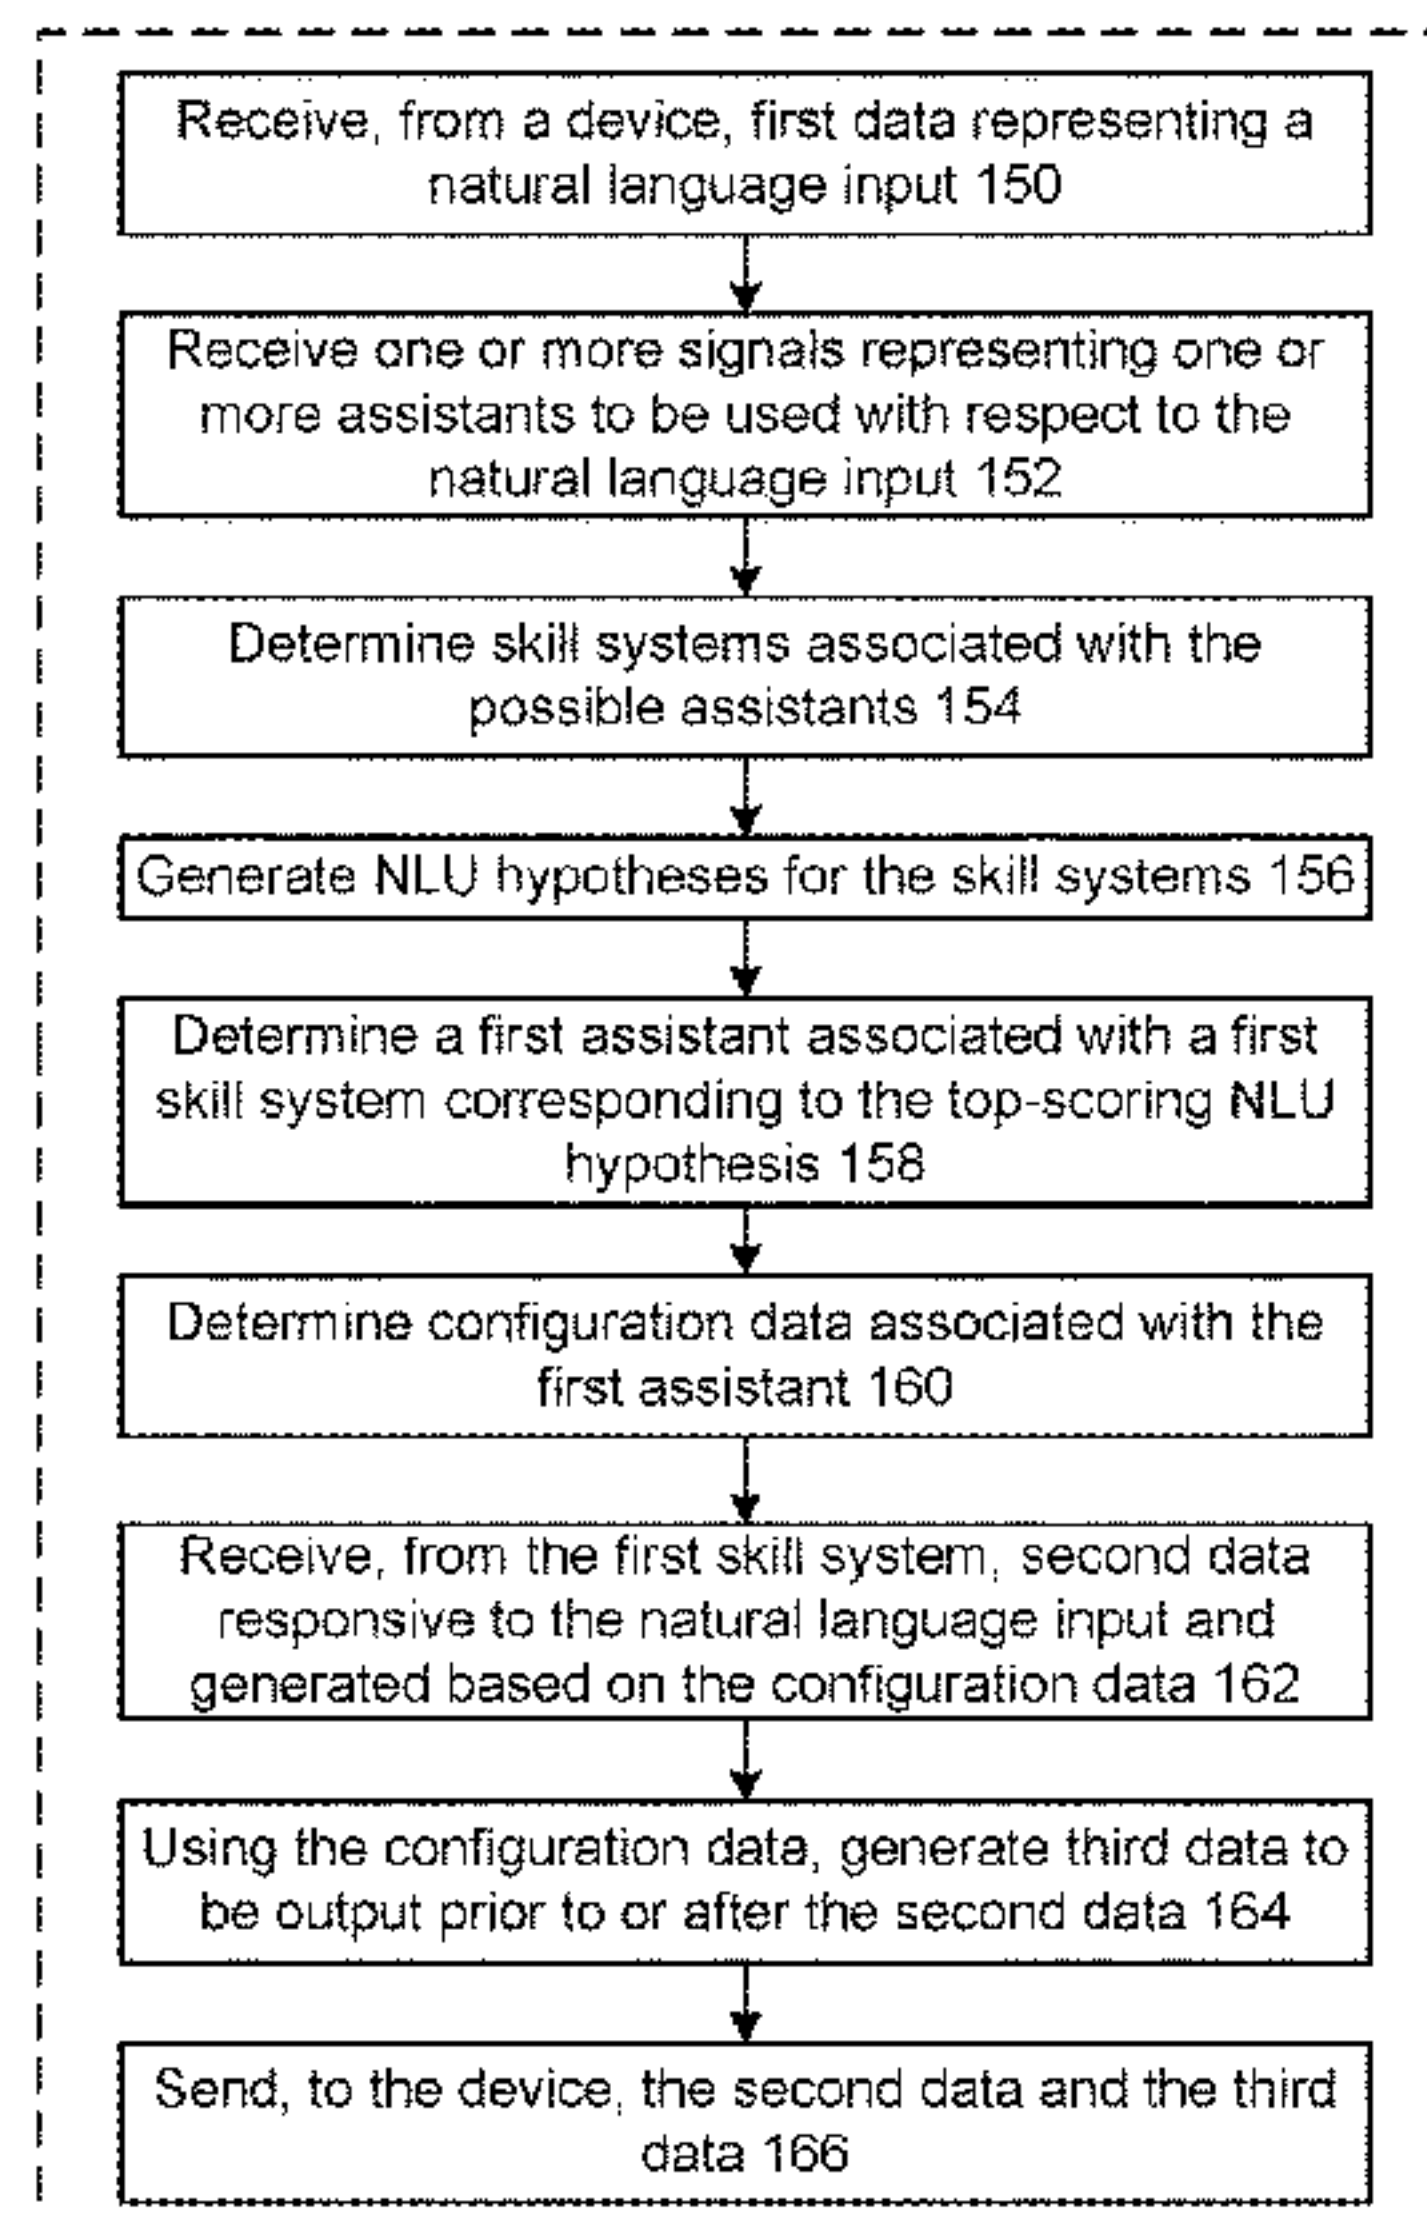 Receive, from a device, first data representing a
natural language input 150
Receive one or more signals representing one or
more assistants to be used with respect to the
natural language input 152
Determine skill systems associated with the
possible assistants 154
Generate NLU hypotheses for the skill systems 156
Determine a first assistant associated with a first
skill system corresponding to the top-scoring NLU
hypothesis 158
Determine configuration data associated with the
first assistant 160
Receive, from the first skill system, second data
responsive to the natural language input and
generated based on the configuration data 162
Using the configuration data, generate third data to
be output prior to or after the second data 164
Send, to the device, the second data and the third
data 166